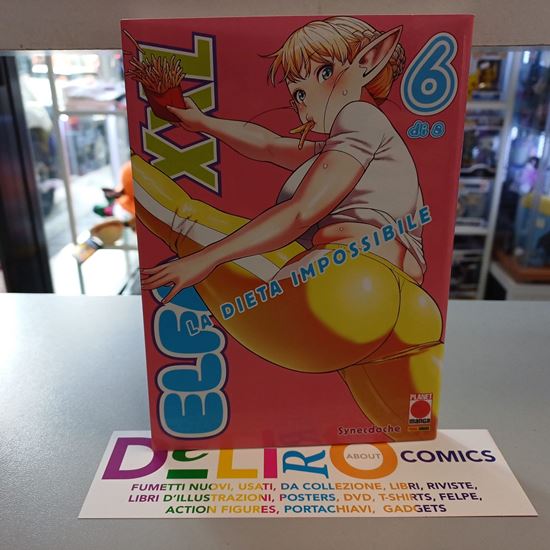 ELF XXL
LA DIETA IMPOSSIBILE
6
di 6
Synecdoche
PLANET
manga
DeLiRO
ABOUT
COMICS
FUMETTI NUOVI, USATI, DA COLLEZIONE, LIBRI, RIVISTE,
LIBRI D'ILLUSTRAZIONI, POSTERS, DVD, T-SHIRTS, FELPE,
ACTION FIGURES, PORTACHIAVI, GADGETS